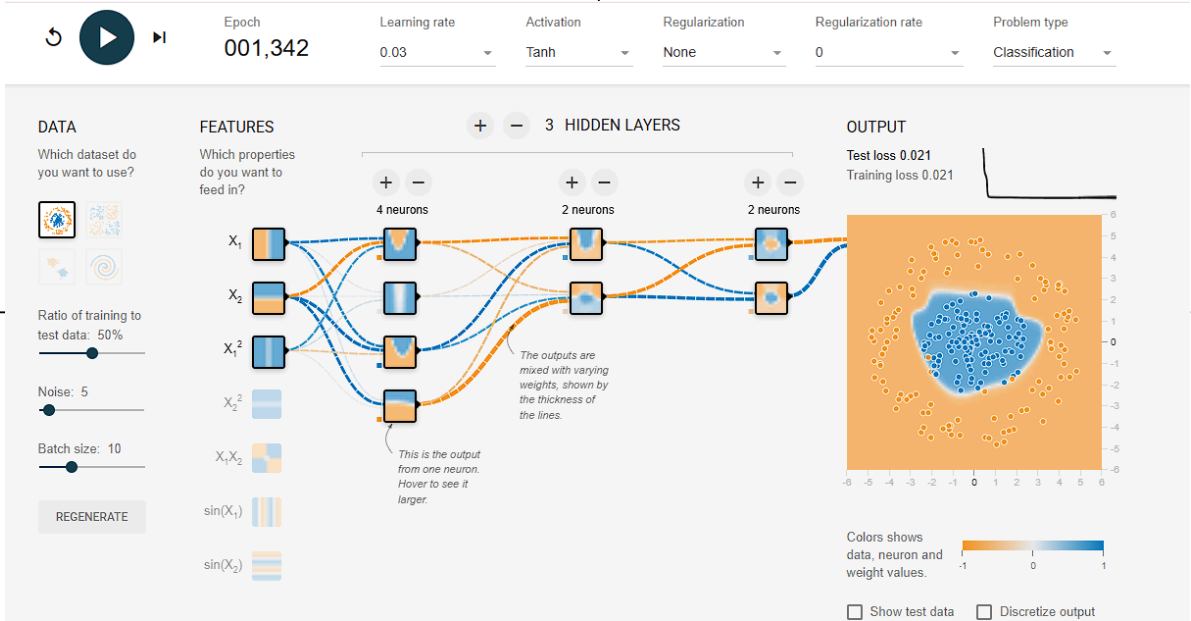 Epoch
001,342
Learning rate
0.03
Activation
Tanh
Regularization
None
Regularization rate
0
Problem type
Classification
DATA
Which dataset do
you want to use?
Ratio of training to
test data: 50%
Noise: 5
Batch size: 10
REGENERATE
FEATURES
Which properties
do you want to
feed in?
X₁
X₂
X₁²
X₂²
X₁X₂
sin(X₁)
sin(X₂)
+ − 3 HIDDEN LAYERS
+ −
4 neurons
+ −
2 neurons
+ −
2 neurons
The outputs are
mixed with varying
weights, shown by
the thickness of
the lines.
This is the output
from one neuron.
Hover to see it
larger.
OUTPUT
Test loss 0.021
Training loss 0.021
6
5
4
3
2
1
0
-1
-2
-3
-4
-5
-6
-6 -5 -4 -3 -2 -1 0 1 2 3 4 5 6
Colors shows
data, neuron and
weight values.
-1 0 1
Show test data
Discretize output